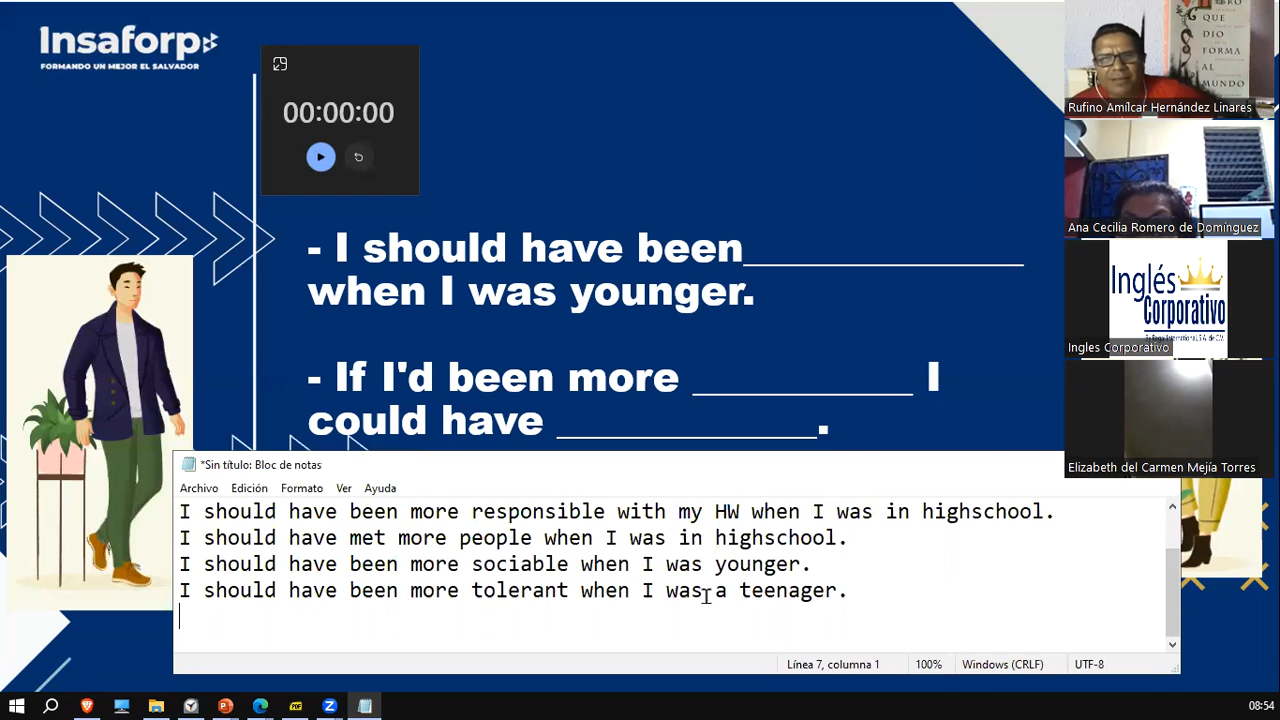 Insaforp
FORMANDO UN MEJOR EL SALVADOR
00:00:00
- I should have been______________
when I was younger.
- If I'd been more ___________ I
could have _____________.
*Sin título: Bloc de notas
Archivo Edición Formato Ver Ayuda
I should have been more responsible with my HW when I was in highschool.
I should have met more people when I was in highschool.
I should have been more sociable when I was younger.
I should have been more tolerant when I was a teenager.
Línea 7, columna 1 100% Windows (CRLF) UTF-8
QUE
DIO
FORMA
AL
MUNDO
Rufino Amílcar Hernández Linares
Ana Cecilia Romero de Domínguez
Inglés
Corporativo
Ingles Corporativo
Elizabeth del Carmen Mejía Torres
08:54